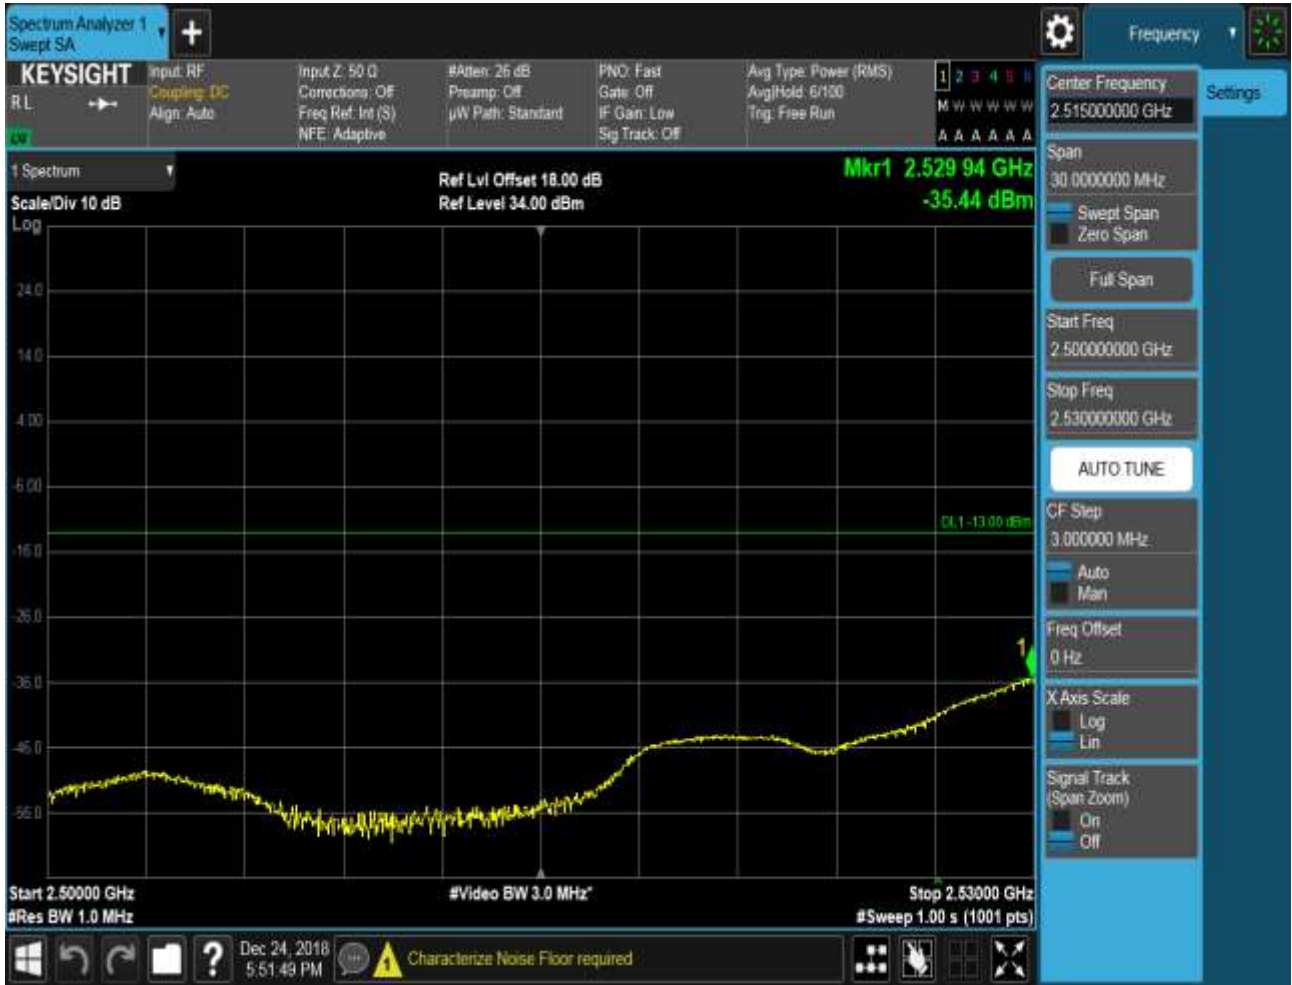 Spectrum Analyzer 1
Swept SA
+
Frequency
KEYSIGHT
R L
LW
Input: RF
Coupling: DC
Align: Auto
Input Z: 50 Ω
Corrections: Off
Freq Ref: Int (S)
NFE: Adaptive
#Atten: 26 dB
Preamp: Off
µW Path: Standard
PNO: Fast
Gate: Off
IF Gain: Low
Sig Track: Off
Avg Type: Power (RMS)
Avg|Hold: 6/100
Trig: Free Run
1 2 3 4 5 6
M W W W W W
A A A A A A
1 Spectrum
Scale/Div 10 dB
Log
Ref Lvl Offset 18.00 dB
Ref Level 34.00 dBm
Mkr1 2.529 94 GHz
-35.44 dBm
24.0
14.0
4.00
-6.00
-16.0
-26.0
-36.0
-46.0
-56.0
DL1 -13.00 dBm
1
Start 2.50000 GHz
#Res BW 1.0 MHz
#Video BW 3.0 MHz*
Stop 2.53000 GHz
#Sweep 1.00 s (1001 pts)
Center Frequency
2.515000000 GHz
Settings
Span
30.0000000 MHz
Swept Span
Zero Span
Full Span
Start Freq
2.500000000 GHz
Stop Freq
2.530000000 GHz
AUTO TUNE
CF Step
3.000000 MHz
Auto
Man
Freq Offset
0 Hz
X Axis Scale
Log
Lin
Signal Track
(Span Zoom)
On
Off
?
Dec 24, 2018
5:51:49 PM
1
Characterize Noise Floor required